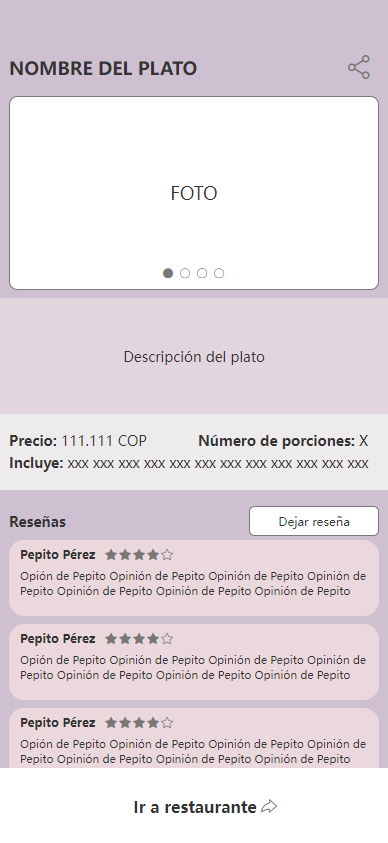 NOMBRE DEL PLATO
FOTO
Descripción del plato
Precio: 111.111 COP Número de porciones: X
Incluye: xxx xxx xxx xxx xxx xxx xxx xxx xxx xxx xxx xxx
Reseñas Dejar reseña
Pepito Pérez
Opión de Pepito Opinión de Pepito Opinión de Pepito Opinión de
Pepito Opinión de Pepito Opinión de Pepito Opinión de Pepito
Pepito Pérez
Opión de Pepito Opinión de Pepito Opinión de Pepito Opinión de
Pepito Opinión de Pepito Opinión de Pepito Opinión de Pepito
Pepito Pérez
Opión de Pepito Opinión de Pepito Opinión de Pepito Opinión de
Pepito Opinión de Pepito Opinión de Pepito Opinión de Pepito
Ir a restaurante